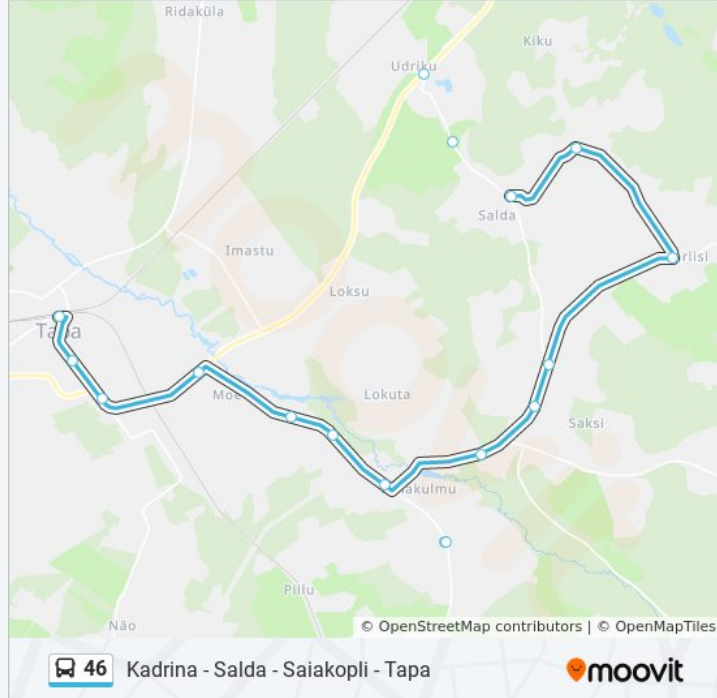 Ridaküla
Kiku
Udriku
Salda
Imastu
Loksu
Tapa
Moe
Lokuta
Saksi
Piilu
Näo
© OpenStreetMap contributors | © OpenMapTiles
46 Kadrina - Salda - Saiakopli - Tapa
moovit